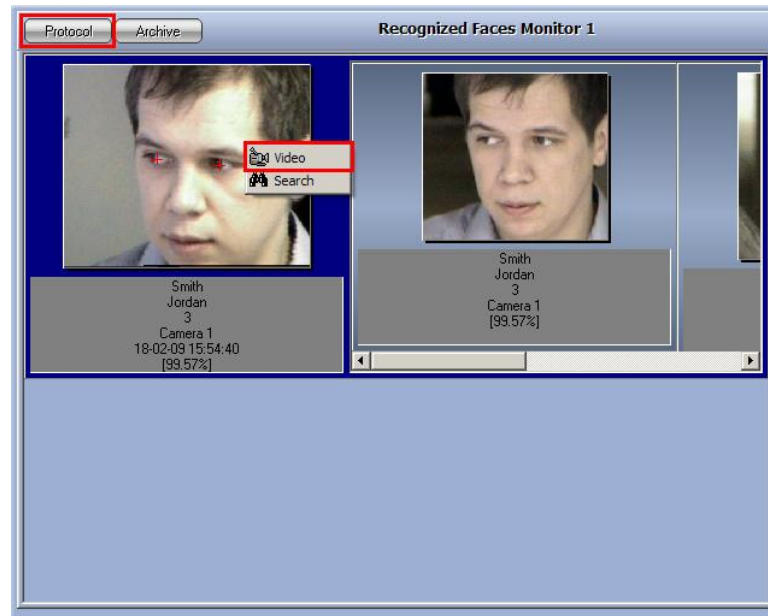 Protocol
Archive
Recognized Faces Monitor 1
Video
Search
Smith
Jordan
3
Camera 1
18-02-09 15:54:40
[99.57%]
Smith
Jordan
3
Camera 1
[99.57%]